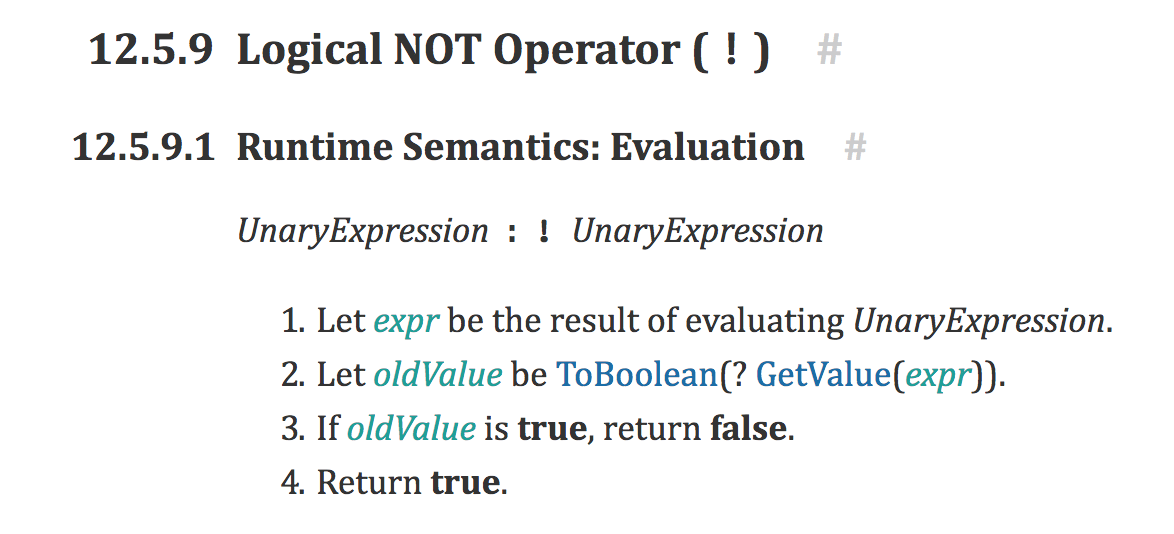 12.5.9 Logical NOT Operator ( ! ) #
12.5.9.1 Runtime Semantics: Evaluation #
UnaryExpression : ! UnaryExpression
1. Let expr be the result of evaluating UnaryExpression.
2. Let oldValue be ToBoolean(? GetValue(expr)).
3. If oldValue is true, return false.
4. Return true.